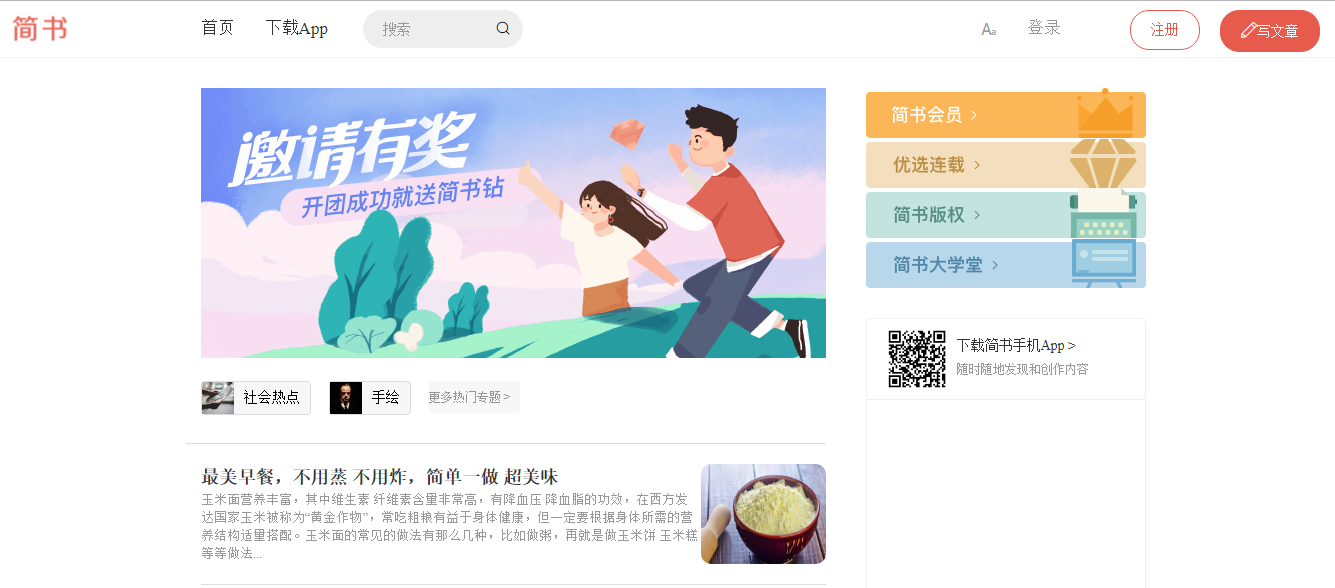 简书
首页 下载App 搜索 Aa 登录 注册 写文章
邀请有奖
开团成功就送简书钻
简书会员 >
优选连载 >
简书版权 >
简书大学堂 >
下载简书手机App >
随时随地发现和创作内容
社会热点 手绘 更多热门专题 >
最美早餐，不用蒸 不用炸，简单一做 超美味
玉米面营养丰富，其中维生素 纤维素含量非常高，有降血压 降血脂的功效，在西方发
达国家玉米被称为“黄金作物”，常吃粗粮有益于身体健康，但一定要根据身体所需的营
养结构适量搭配。玉米面的常见的做法有那么几种，比如做粥，再就是做玉米饼 玉米糕
等等做法...